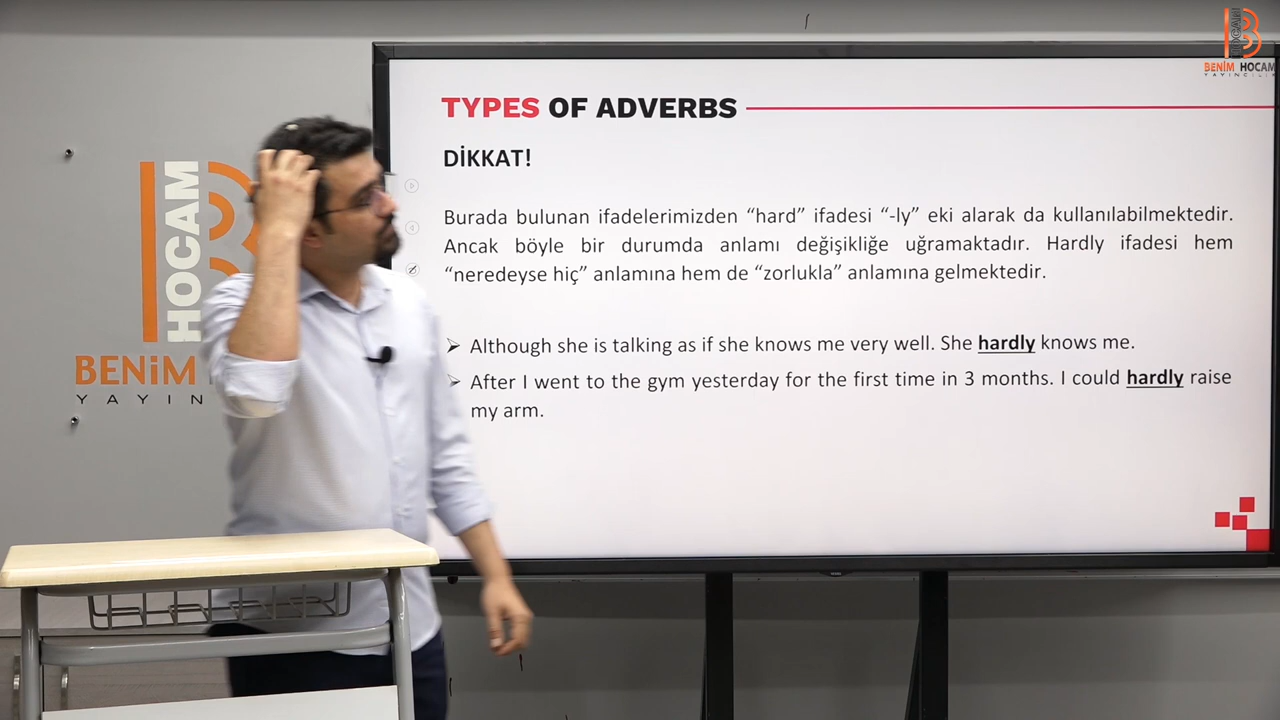 HOCAM
BENİM HOCAM
YAYINCILIK
TYPES OF ADVERBS
DİKKAT!
Burada bulunan ifadelerimizden “hard” ifadesi “-ly” eki alarak da kullanılabilmektedir.
Ancak böyle bir durumda anlamı değişikliğe uğramaktadır. Hardly ifadesi hem
“neredeyse hiç” anlamına hem de “zorlukla” anlamına gelmektedir.
➢ Although she is talking as if she knows me very well. She hardly knows me.
➢ After I went to the gym yesterday for the first time in 3 months. I could hardly raise
my arm.
HOCAM
BENİM
YAYIN